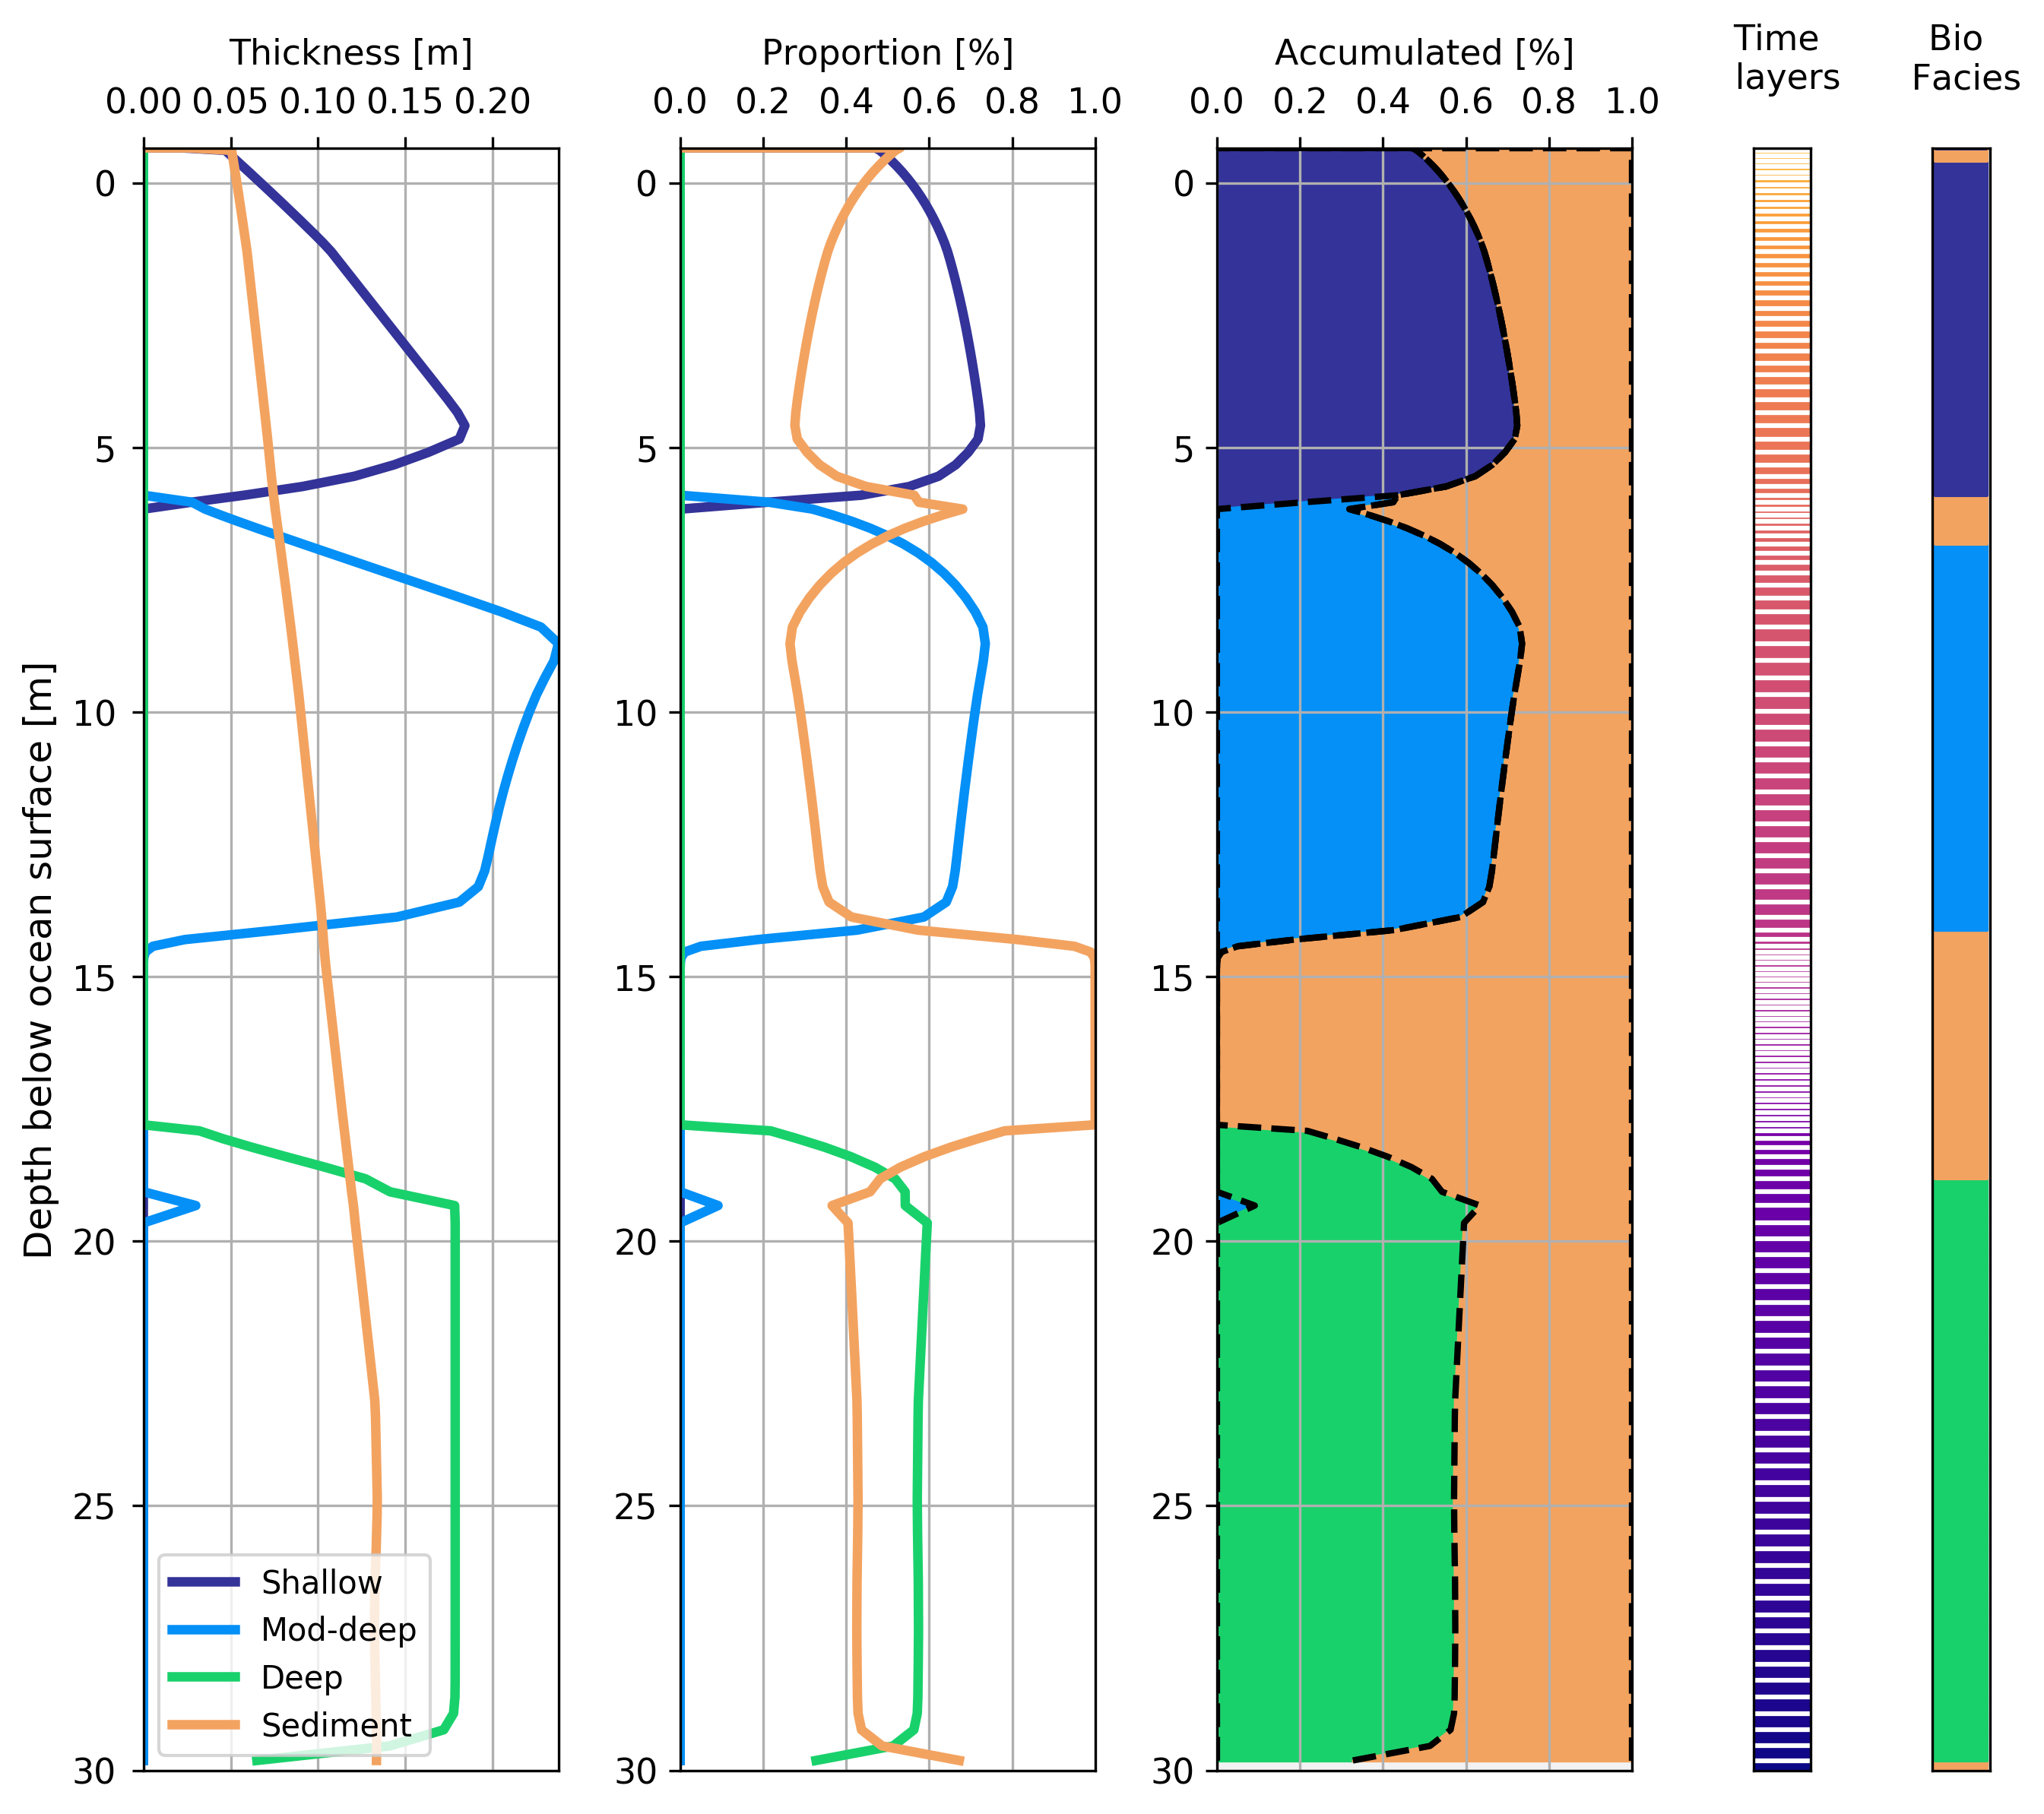 Thickness [m]
0.00 0.05 0.10 0.15 0.20
0
5
10
15
20
25
30
Depth below ocean surface [m]
Shallow
Mod-deep
Deep
Sediment
Proportion [%]
0.0 0.2 0.4 0.6 0.8 1.0
0
5
10
15
20
25
30
Accumulated [%]
0.0 0.2 0.4 0.6 0.8 1.0
0
5
10
15
20
25
30
Time
layers
Bio
Facies